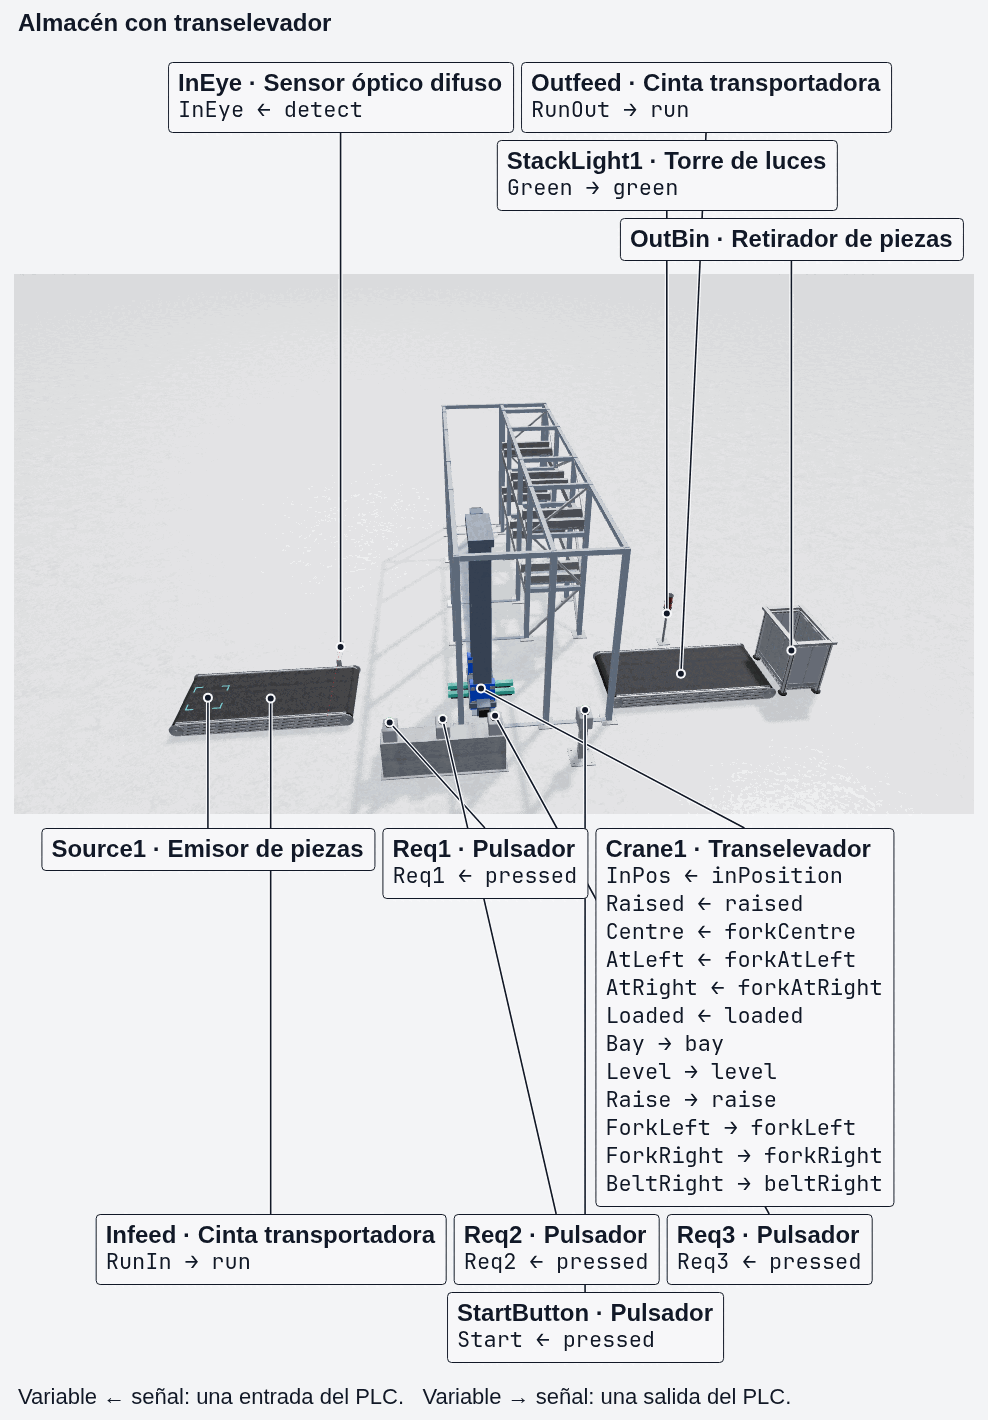 Almacén con transelevador
InEye · Sensor óptico difuso
InEye ← detect
Outfeed · Cinta transportadora
RunOut → run
StackLight1 · Torre de luces
Green → green
OutBin · Retirador de piezas
Source1 · Emisor de piezas
Req1 · Pulsador
Req1 ← pressed
Crane1 · Transelevador
InPos ← inPosition
Raised ← raised
Centre ← forkCentre
AtLeft ← forkAtLeft
AtRight ← forkAtRight
Loaded ← loaded
Bay → bay
Level → level
Raise → raise
ForkLeft → forkLeft
ForkRight → forkRight
BeltRight → beltRight
Infeed · Cinta transportadora
RunIn → run
Req2 · Pulsador
Req2 ← pressed
Req3 · Pulsador
Req3 ← pressed
StartButton · Pulsador
Start ← pressed
Variable ← señal: una entrada del PLC. Variable → señal: una salida del PLC.